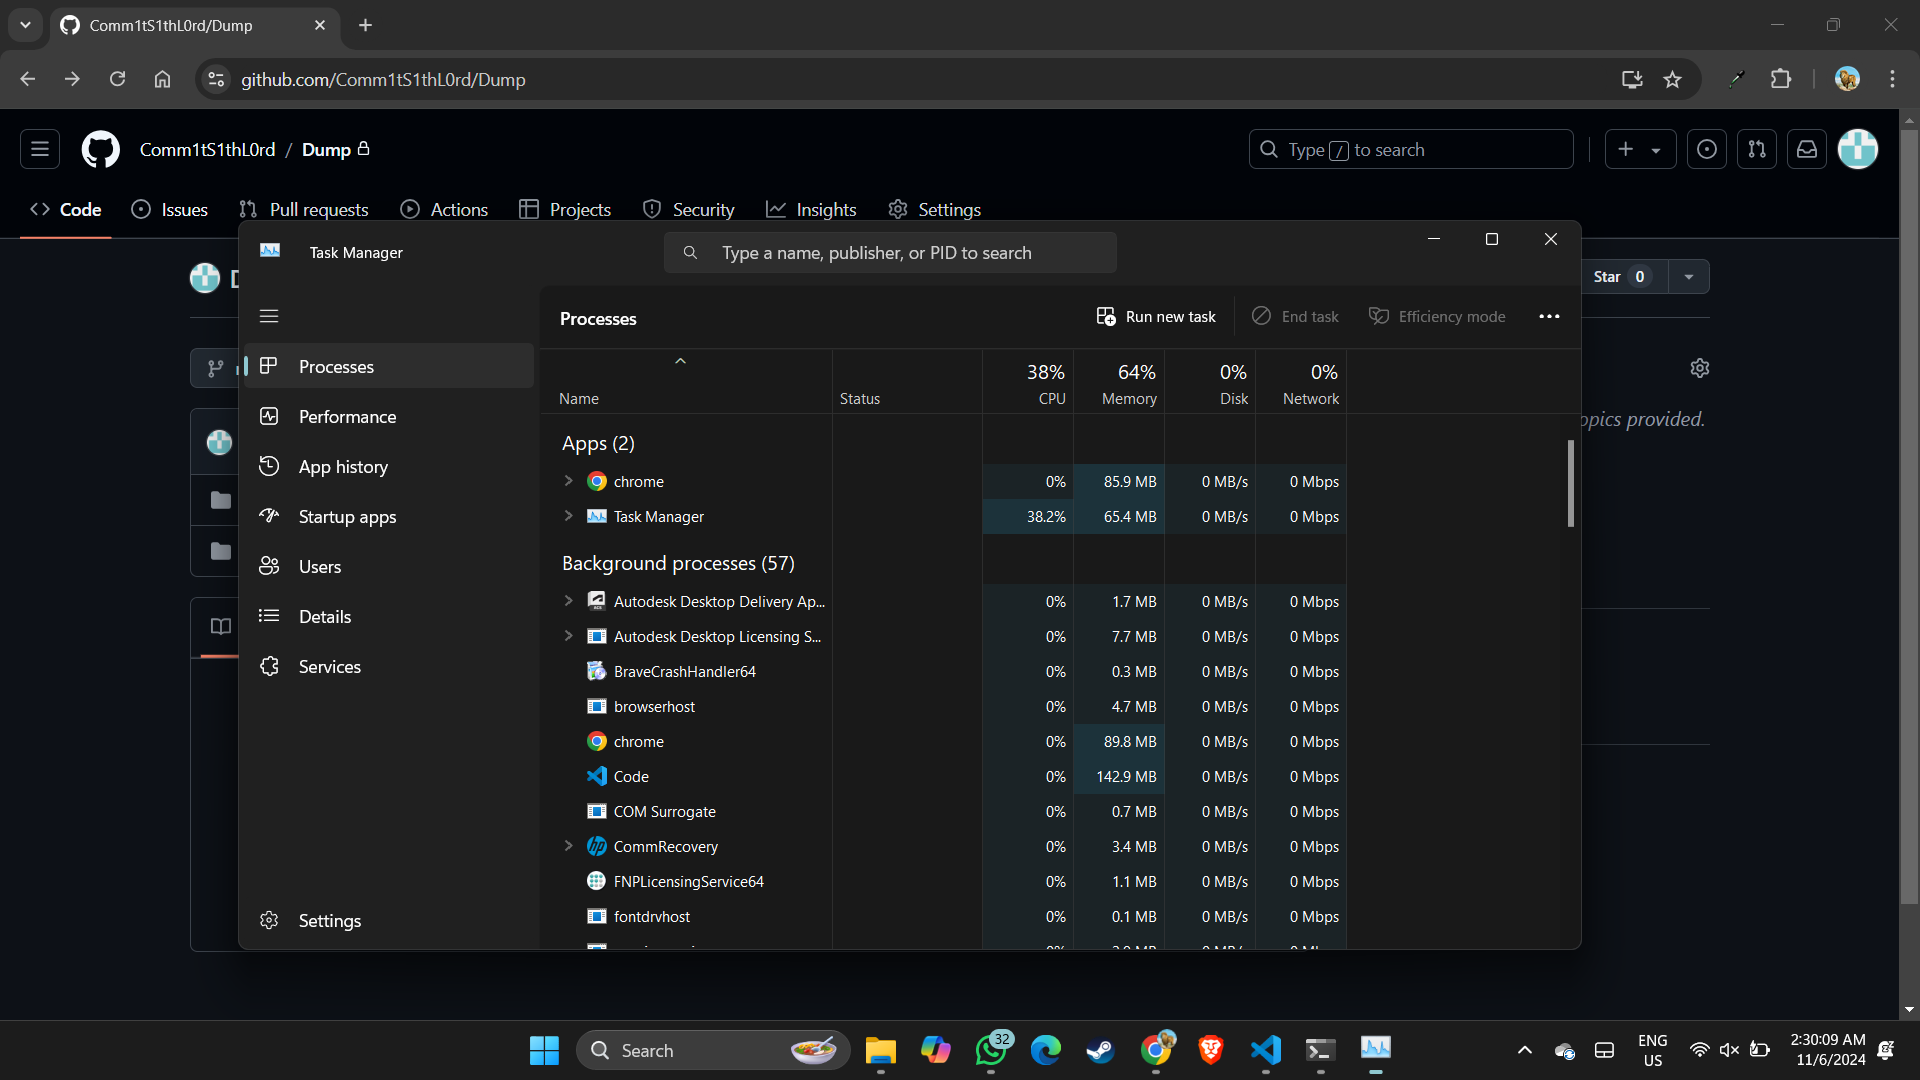 Comm1tS1thL0rd/Dump
github.com/Comm1tS1thL0rd/Dump
Comm1tS1thL0rd / Dump
Type / to search
Code Issues Pull requests Actions Projects Security Insights Settings
Star 0
opics provided.
Task Manager
Type a name, publisher, or PID to search
Processes
Performance
App history
Startup apps
Users
Details
Services
Settings
Processes
Run new task End task Efficiency mode
38% 64% 0% 0%
Name Status CPU Memory Disk Network
Apps (2)
chrome 0% 85.9 MB 0 MB/s 0 Mbps
Task Manager 38.2% 65.4 MB 0 MB/s 0 Mbps
Background processes (57)
Autodesk Desktop Delivery Ap... 0% 1.7 MB 0 MB/s 0 Mbps
Autodesk Desktop Licensing S... 0% 7.7 MB 0 MB/s 0 Mbps
BraveCrashHandler64 0% 0.3 MB 0 MB/s 0 Mbps
browserhost 0% 4.7 MB 0 MB/s 0 Mbps
chrome 0% 89.8 MB 0 MB/s 0 Mbps
Code 0% 142.9 MB 0 MB/s 0 Mbps
COM Surrogate 0% 0.7 MB 0 MB/s 0 Mbps
CommRecovery 0% 3.4 MB 0 MB/s 0 Mbps
FNPLicensingService64 0% 1.1 MB 0 MB/s 0 Mbps
fontdrvhost 0% 0.1 MB 0 MB/s 0 Mbps
Search
32
ENG
US
2:30:09 AM
11/6/2024